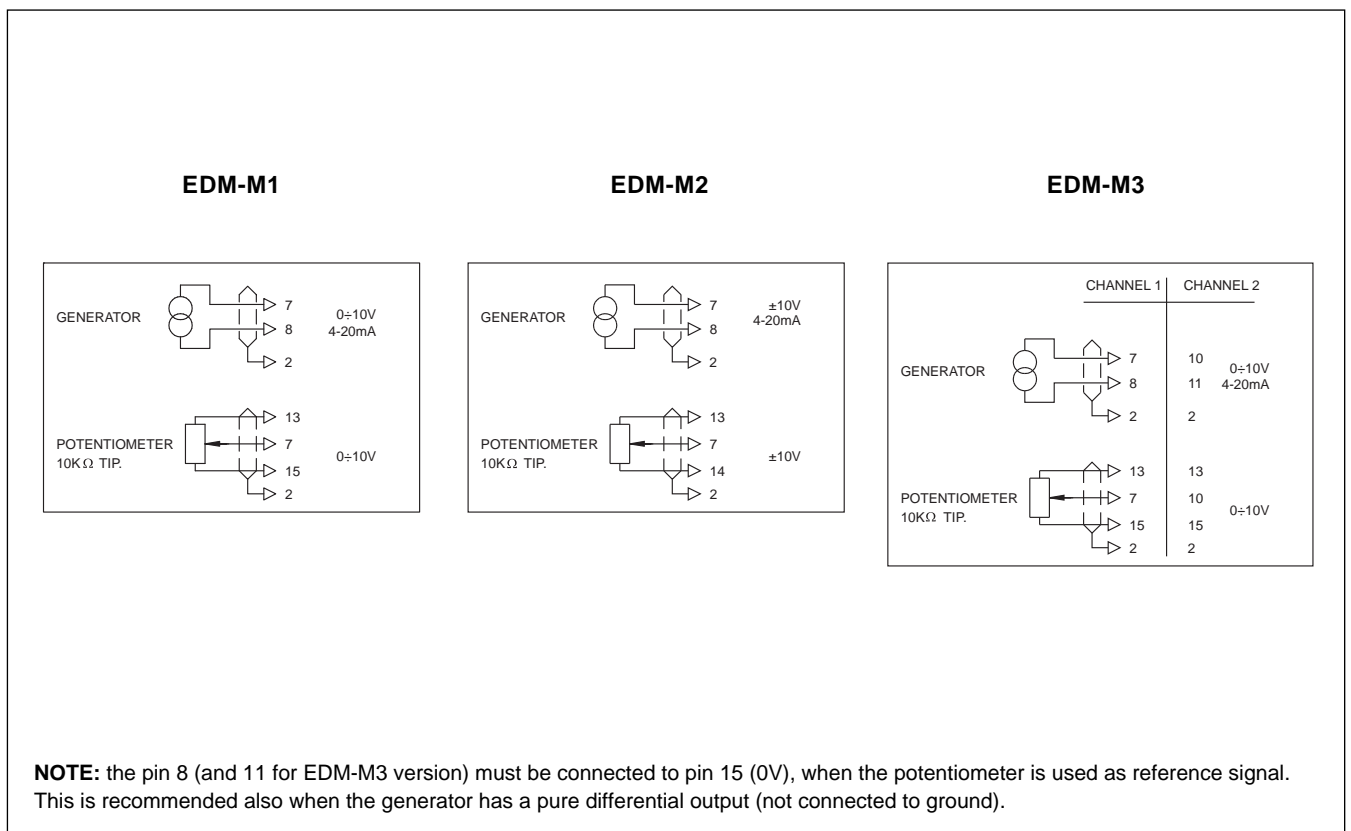 EDM-M1
GENERATOR
7
8
2
0÷10V
4-20mA
POTENTIOMETER
10KΩ TIP.
13
7
15
2
0÷10V
EDM-M2
GENERATOR
7
8
2
±10V
4-20mA
POTENTIOMETER
10KΩ TIP.
13
7
14
2
±10V
EDM-M3
CHANNEL 1 CHANNEL 2
GENERATOR
7 10
8 11
2 2
0÷10V
4-20mA
POTENTIOMETER
10KΩ TIP.
13 13
7 10
15 15
2 2
0÷10V
NOTE: the pin 8 (and 11 for EDM-M3 version) must be connected to pin 15 (0V), when the potentiometer is used as reference signal.
This is recommended also when the generator has a pure differential output (not connected to ground).